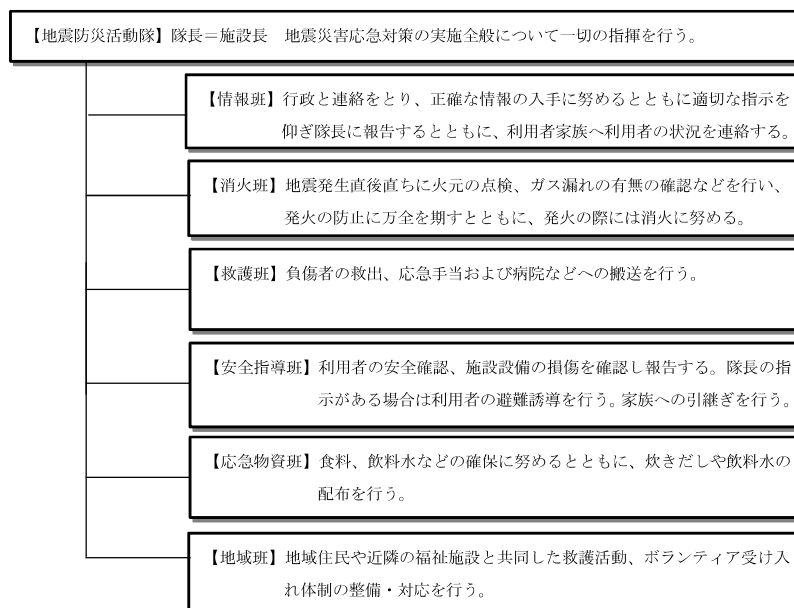 【地震防災活動隊】隊長＝施設長　地震災害応急対策の実施全般について一切の指揮を行う。
【情報班】行政と連絡をとり、正確な情報の入手に努めるとともに適切な指示を
仰ぎ隊長に報告するとともに、利用者家族へ利用者の状況を連絡する。
【消火班】地震発生直後直ちに火元の点検、ガス漏れの有無の確認などを行い、
発火の防止に万全を期すとともに、発火の際には消火に努める。
【救護班】負傷者の救出、応急手当および病院などへの搬送を行う。
【安全指導班】利用者の安全確認、施設設備の損傷を確認し報告する。隊長の指
示がある場合は利用者の避難誘導を行う。家族への引継ぎを行う。
【応急物資班】食料、飲料水などの確保に努めるとともに、炊きだしや飲料水の
配布を行う。
【地域班】地域住民や近隣の福祉施設と共同した救護活動、ボランティア受け入
れ体制の整備・対応を行う。